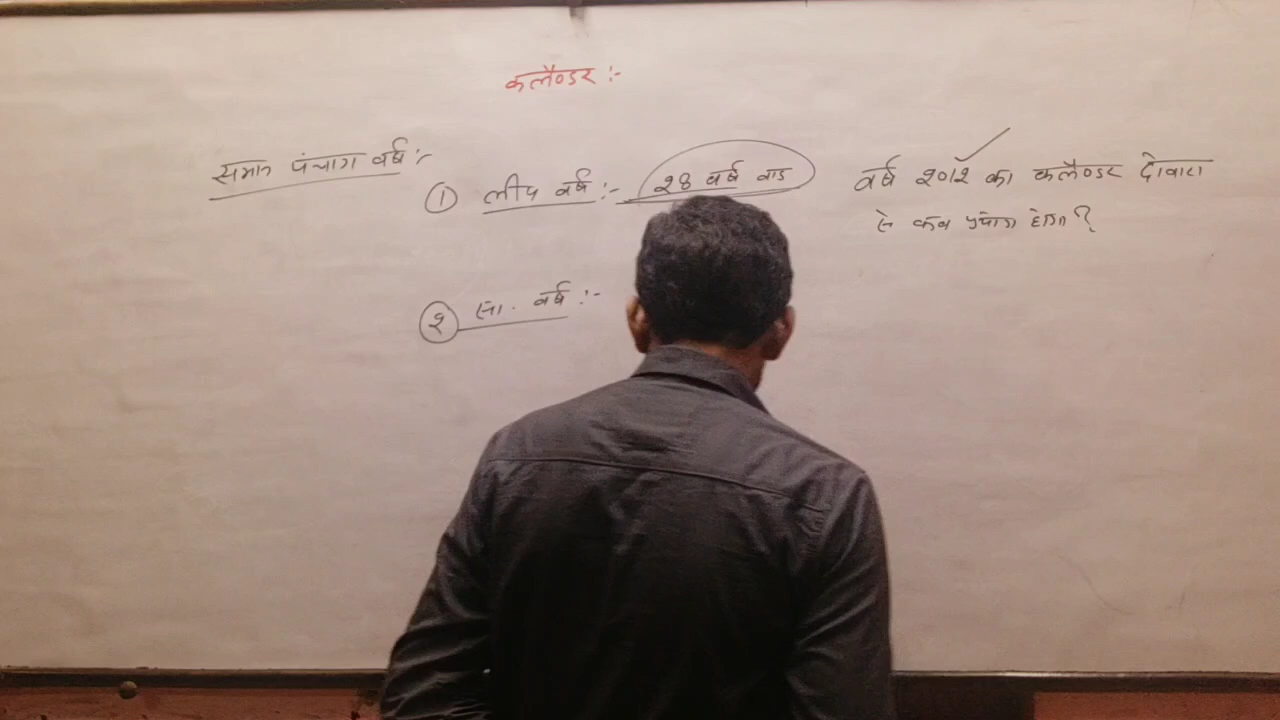 कलैण्डर :-
समान पंचाग वर्ष :-
① लीप वर्ष :- 28 वर्ष बाद
वर्ष 2012 का कलैण्डर दोबारा
से कब प्रयोग होगा ?
② सा. वर्ष :-